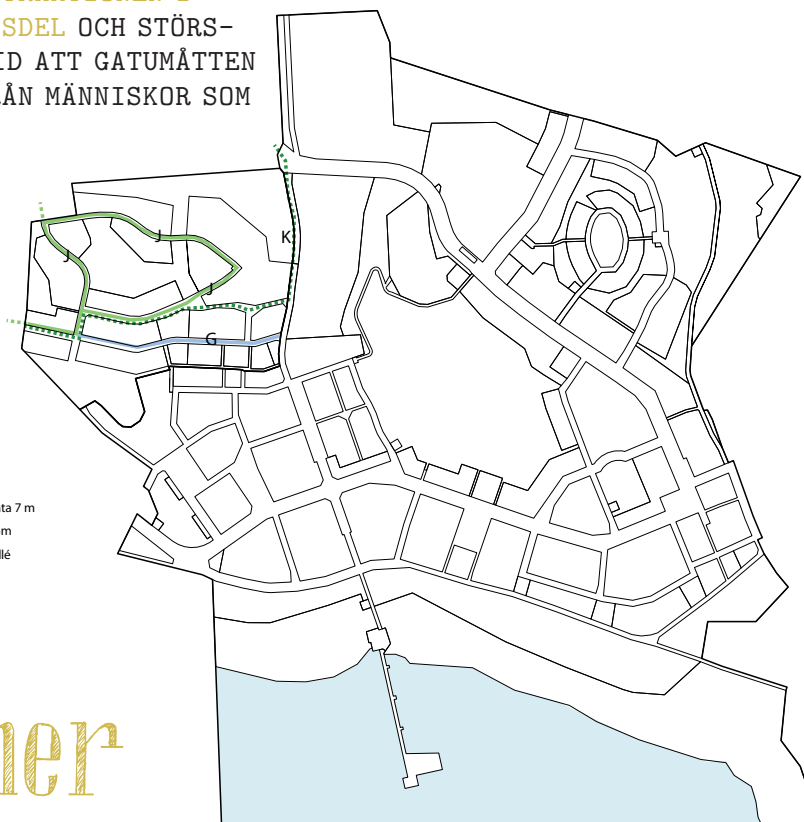 SDEL OCH STÖRS-
ID ATT GATUMÅTTEN
ÅN MÄNNISKOR SOM
K
J
J
J
G
ta 7 m
m
llé
ner